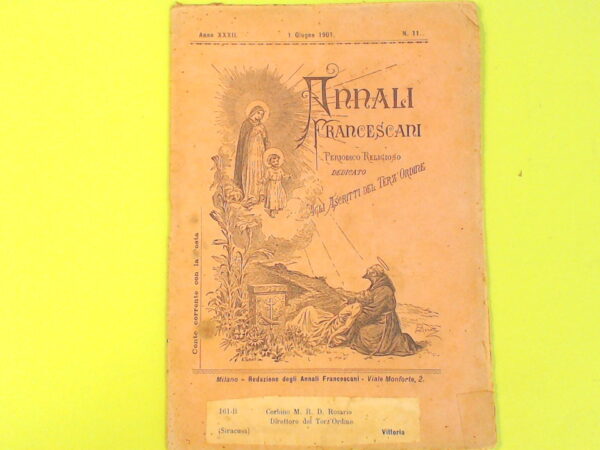 Anno XXXII. 1 Giugno 1901. N. 11.
ANNALI
FRANCESCANI
PERIODICO RELIGIOSO
DEDICATO
AGLI ASCRITTI DEL TERZ'ORDINE
Conto corrente con la Posta
Milano - Redazione degli Annali Francescani - Viale Monforte, 2.
161-B Corbino M. R. D. Rosario
Direttore del Terz'Ordine
(Siracusa) Vittoria